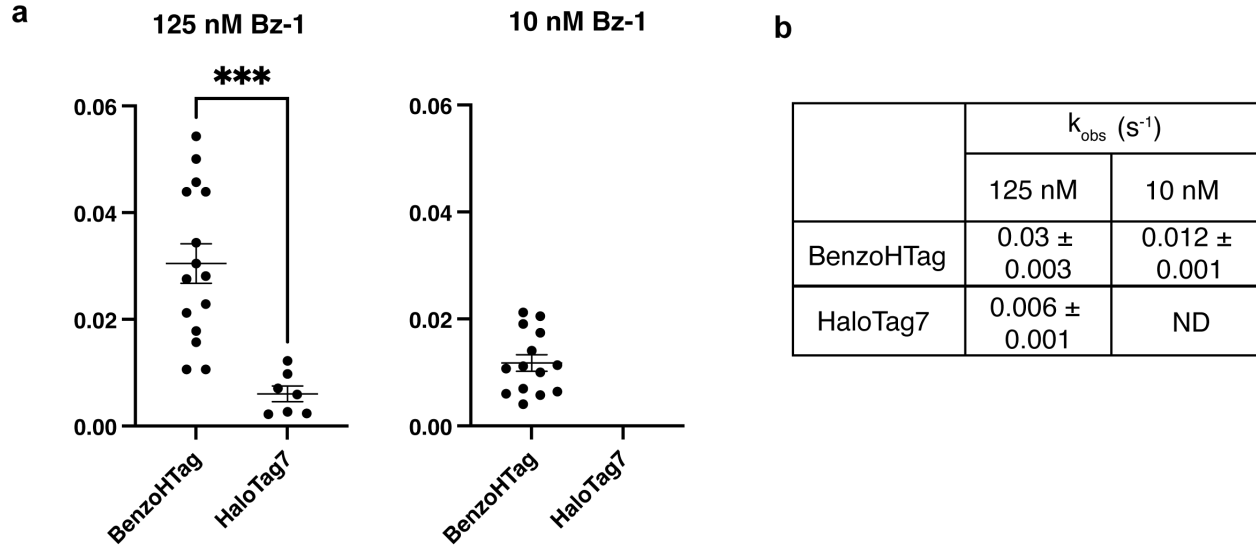 a
125 nM Bz-1
***
0.06
0.04
0.02
0.00
BenzoHTag
HaloTag7
10 nM Bz-1
0.06
0.04
0.02
0.00
BenzoHTag
HaloTag7
b
kobs (s-1)
125 nM
10 nM
BenzoHTag
0.03 ±
0.003
0.012 ±
0.001
HaloTag7
0.006 ±
0.001
ND